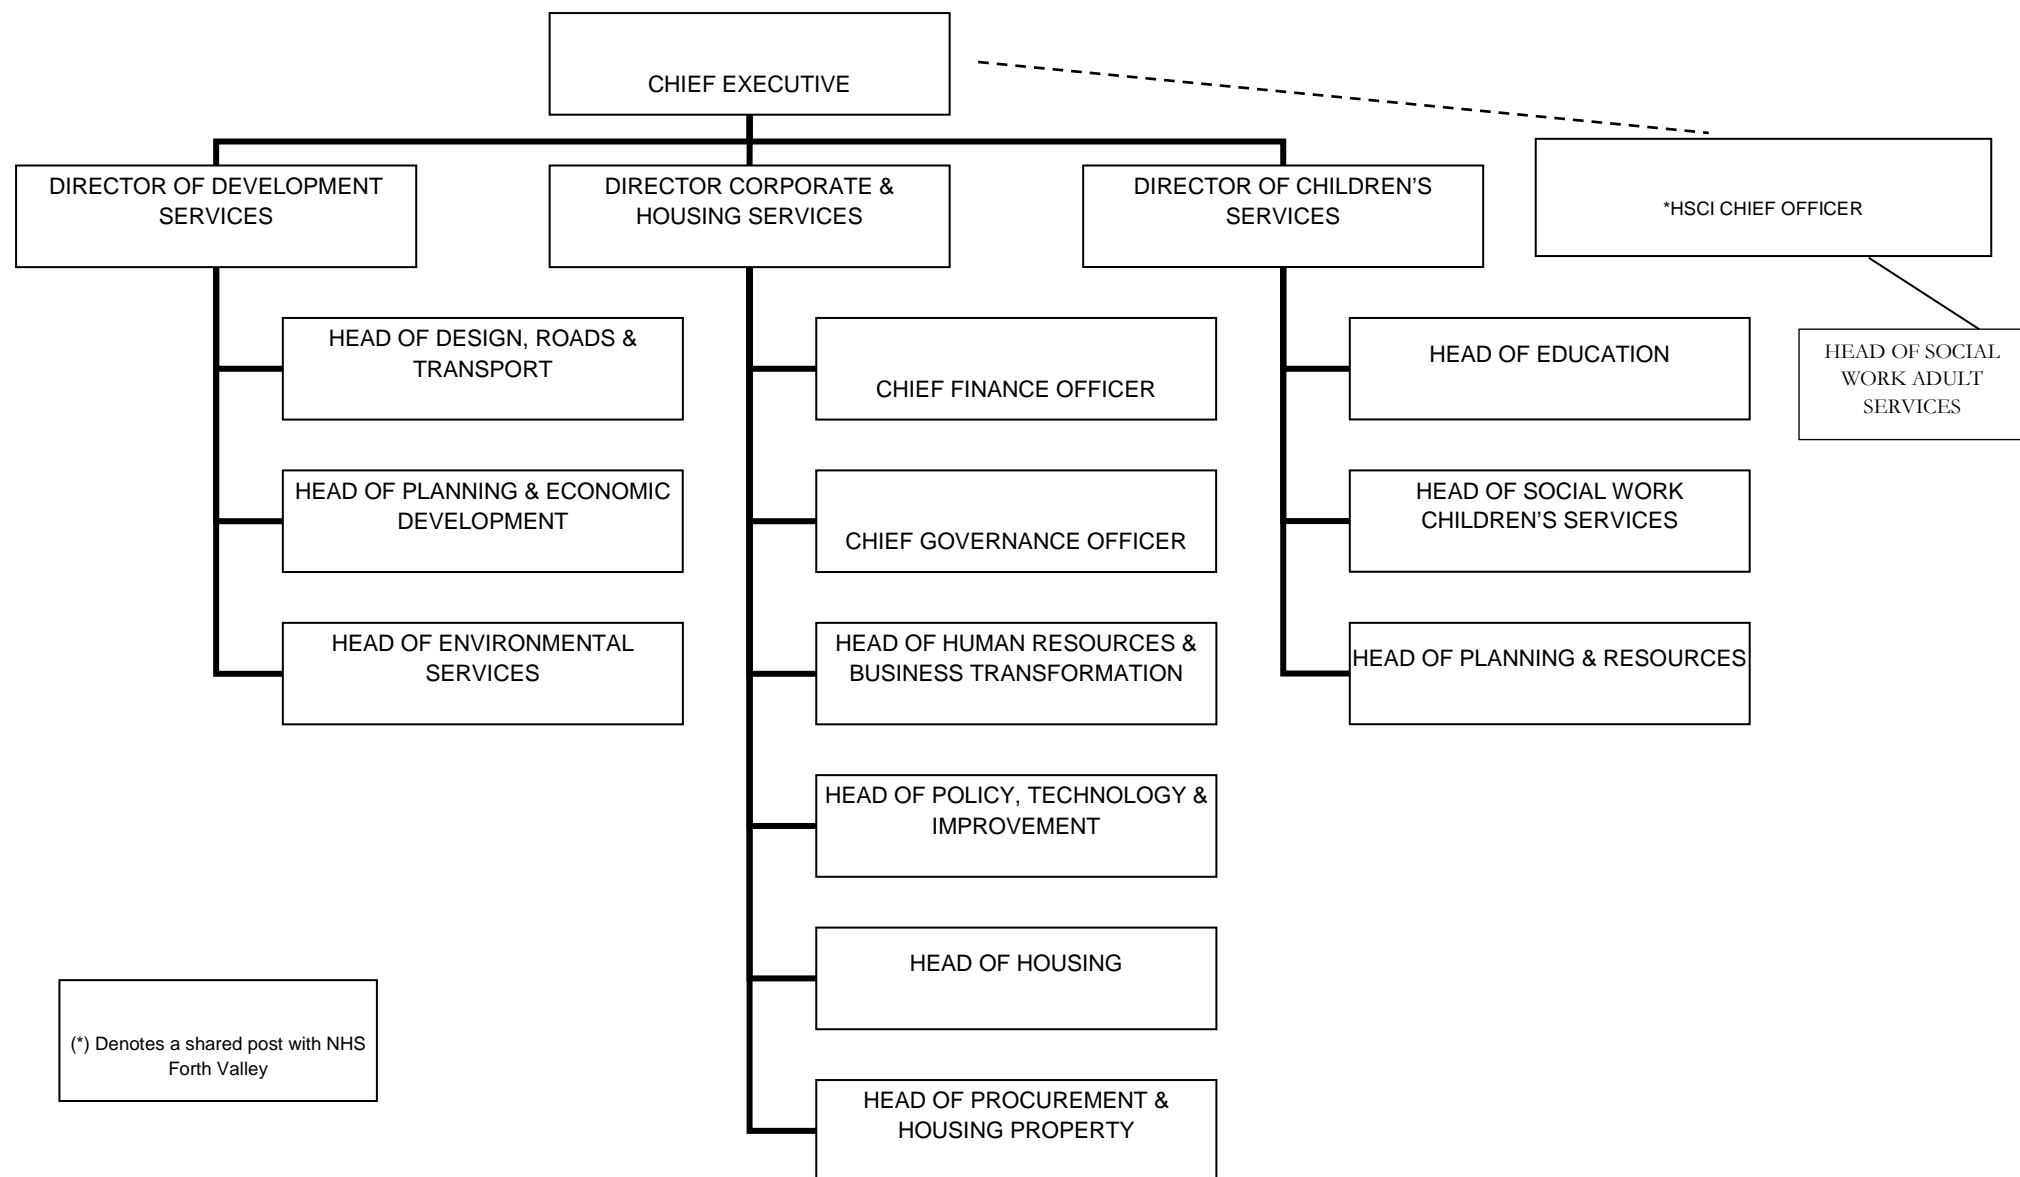 CHIEF EXECUTIVE
DIRECTOR OF DEVELOPMENT
SERVICES
DIRECTOR CORPORATE &
HOUSING SERVICES
DIRECTOR OF CHILDREN’S
SERVICES
*HSCI CHIEF OFFICER
HEAD OF DESIGN, ROADS &
TRANSPORT
HEAD OF PLANNING & ECONOMIC
DEVELOPMENT
HEAD OF ENVIRONMENTAL
SERVICES
CHIEF FINANCE OFFICER
CHIEF GOVERNANCE OFFICER
HEAD OF HUMAN RESOURCES &
BUSINESS TRANSFORMATION
HEAD OF POLICY, TECHNOLOGY &
IMPROVEMENT
HEAD OF HOUSING
HEAD OF PROCUREMENT &
HOUSING PROPERTY
HEAD OF EDUCATION
HEAD OF SOCIAL WORK
CHILDREN’S SERVICES
HEAD OF PLANNING & RESOURCES
HEAD OF SOCIAL
WORK ADULT
SERVICES
(*) Denotes a shared post with NHS
Forth Valley